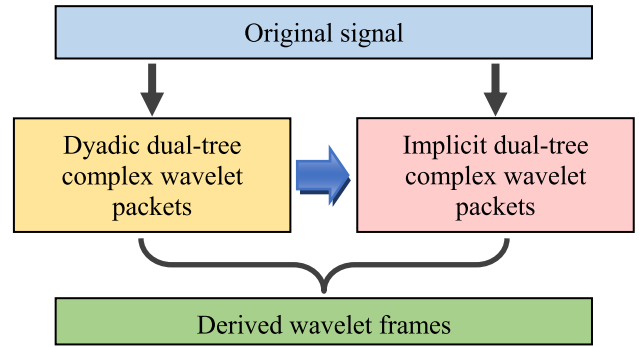 Original signal
Dyadic dual-tree
complex wavelet
packets
Implicit dual-tree
complex wavelet
packets
Derived wavelet frames